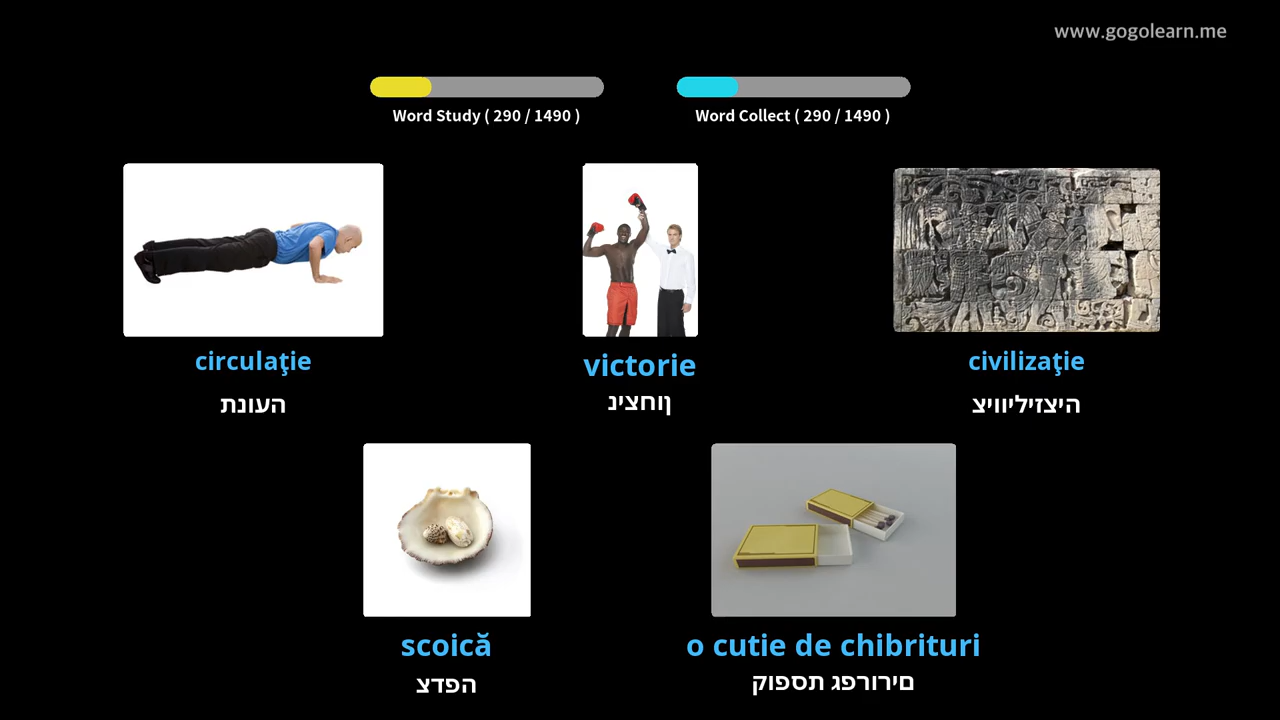 www.gogolearn.me
Word Study ( 290 / 1490 )
Word Collect ( 290 / 1490 )
circulaţie
העונת
victorie
ןוחצינ
civilizaţie
היצזיליוויצ
scoică
הפדצ
o cutie de chibrituri
םירורפג תספוק